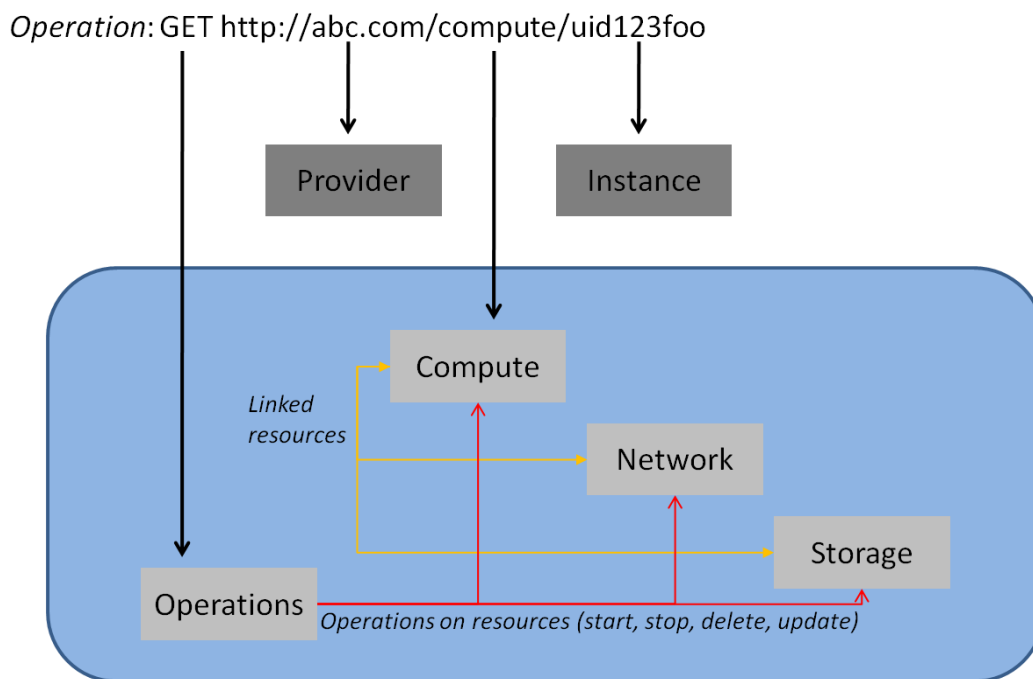 Operation: GET http://abc.com/compute/uid123foo
Provider
Instance
Compute
Linked
resources
Network
Storage
Operations
Operations on resources (start, stop, delete, update)